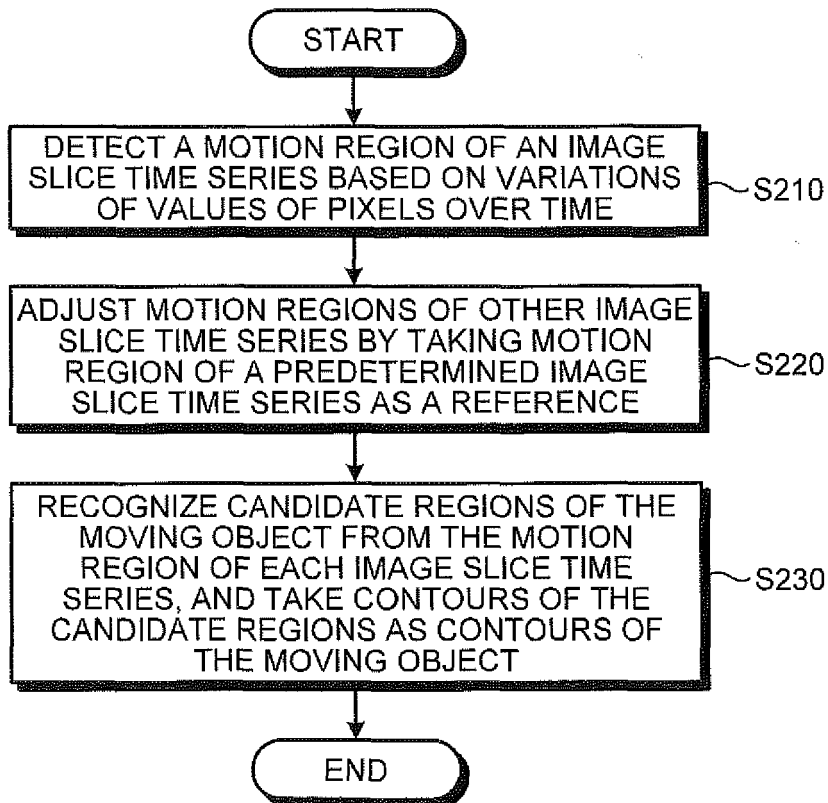 START
DETECT A MOTION REGION OF AN IMAGE
SLICE TIME SERIES BASED ON VARIATIONS
OF VALUES OF PIXELS OVER TIME
S210
ADJUST MOTION REGIONS OF OTHER IMAGE
SLICE TIME SERIES BY TAKING MOTION
REGION OF A PREDETERMINED IMAGE
SLICE TIME SERIES AS A REFERENCE
S220
RECOGNIZE CANDIDATE REGIONS OF THE
MOVING OBJECT FROM THE MOTION
REGION OF EACH IMAGE SLICE TIME
SERIES, AND TAKE CONTOURS OF THE
CANDIDATE REGIONS AS CONTOURS OF
THE MOVING OBJECT
S230
END